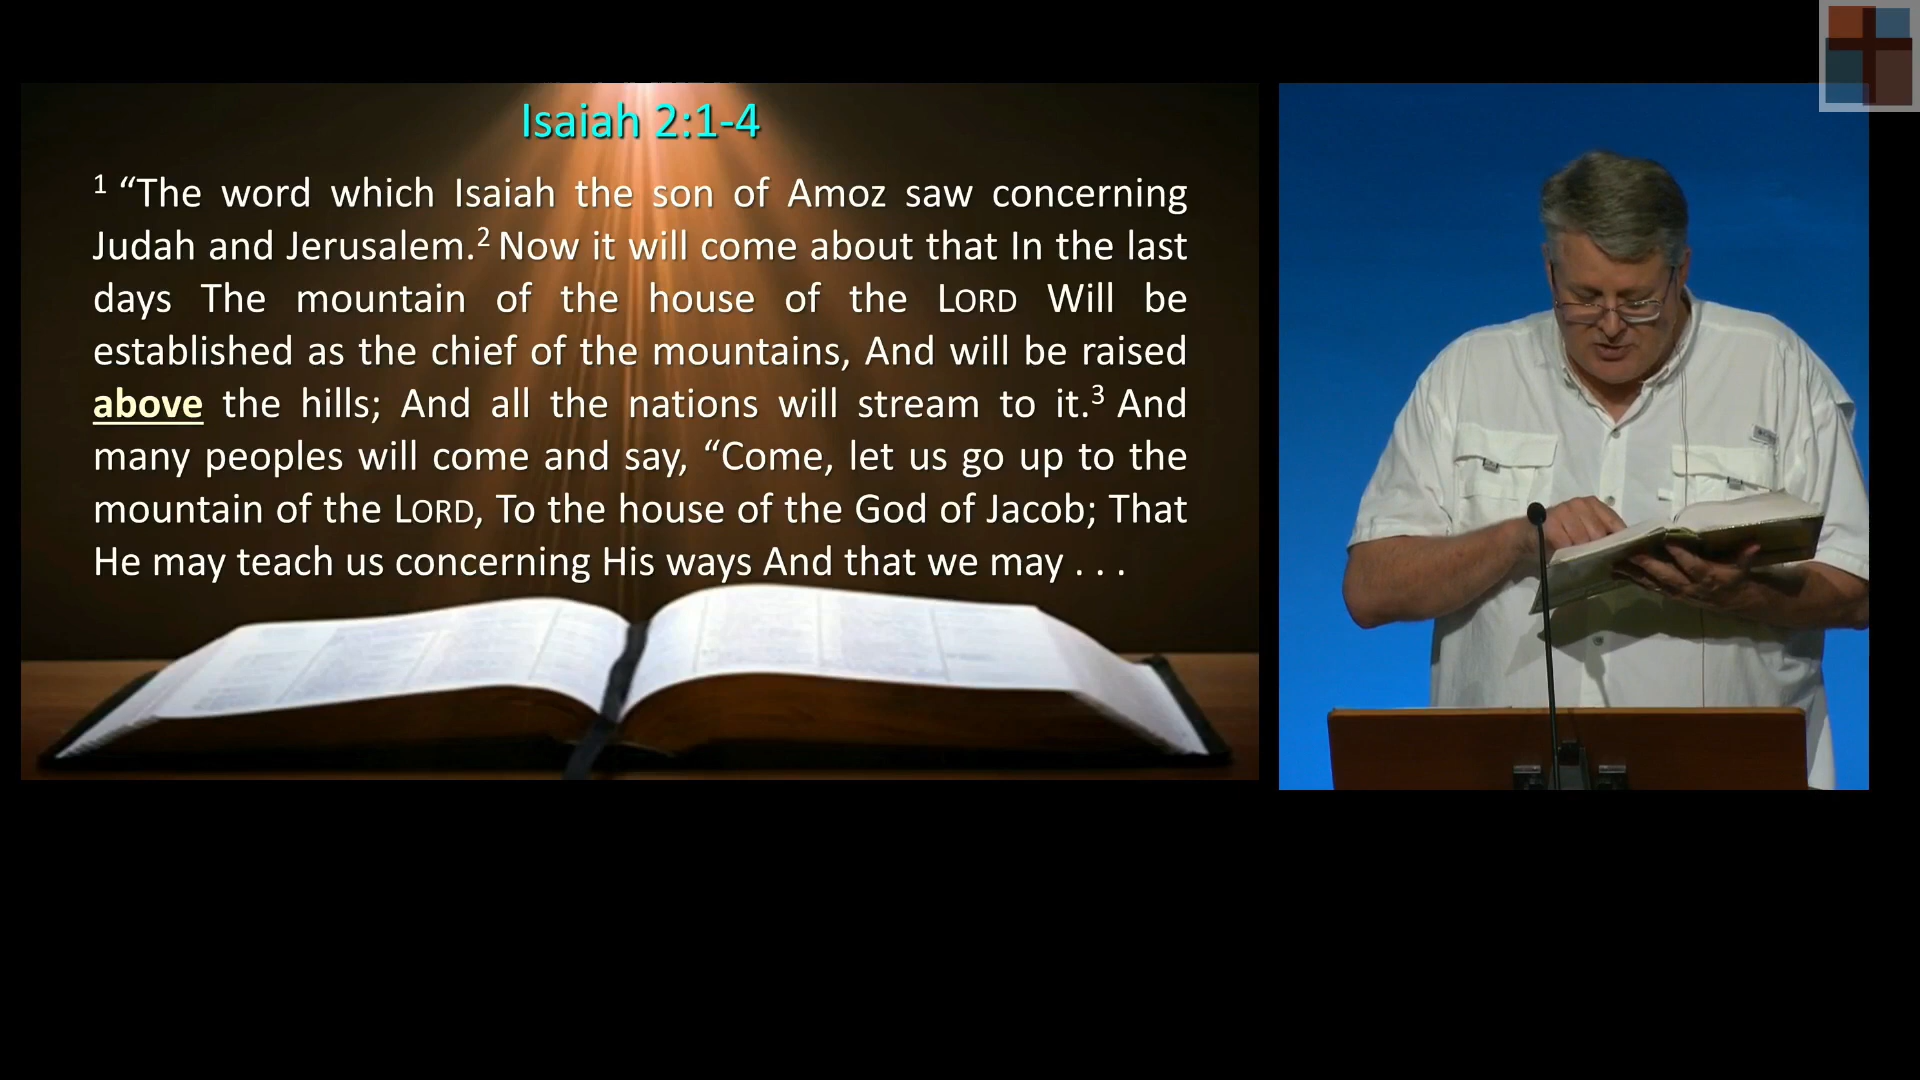 Isaiah 2:1-4
1 “The word which Isaiah the son of Amoz saw concerning
Judah and Jerusalem.2 Now it will come about that In the last
days The mountain of the house of the LORD Will be
established as the chief of the mountains, And will be raised
above the hills; And all the nations will stream to it.3 And
many peoples will come and say, “Come, let us go up to the
mountain of the LORD, To the house of the God of Jacob; That
He may teach us concerning His ways And that we may . . .